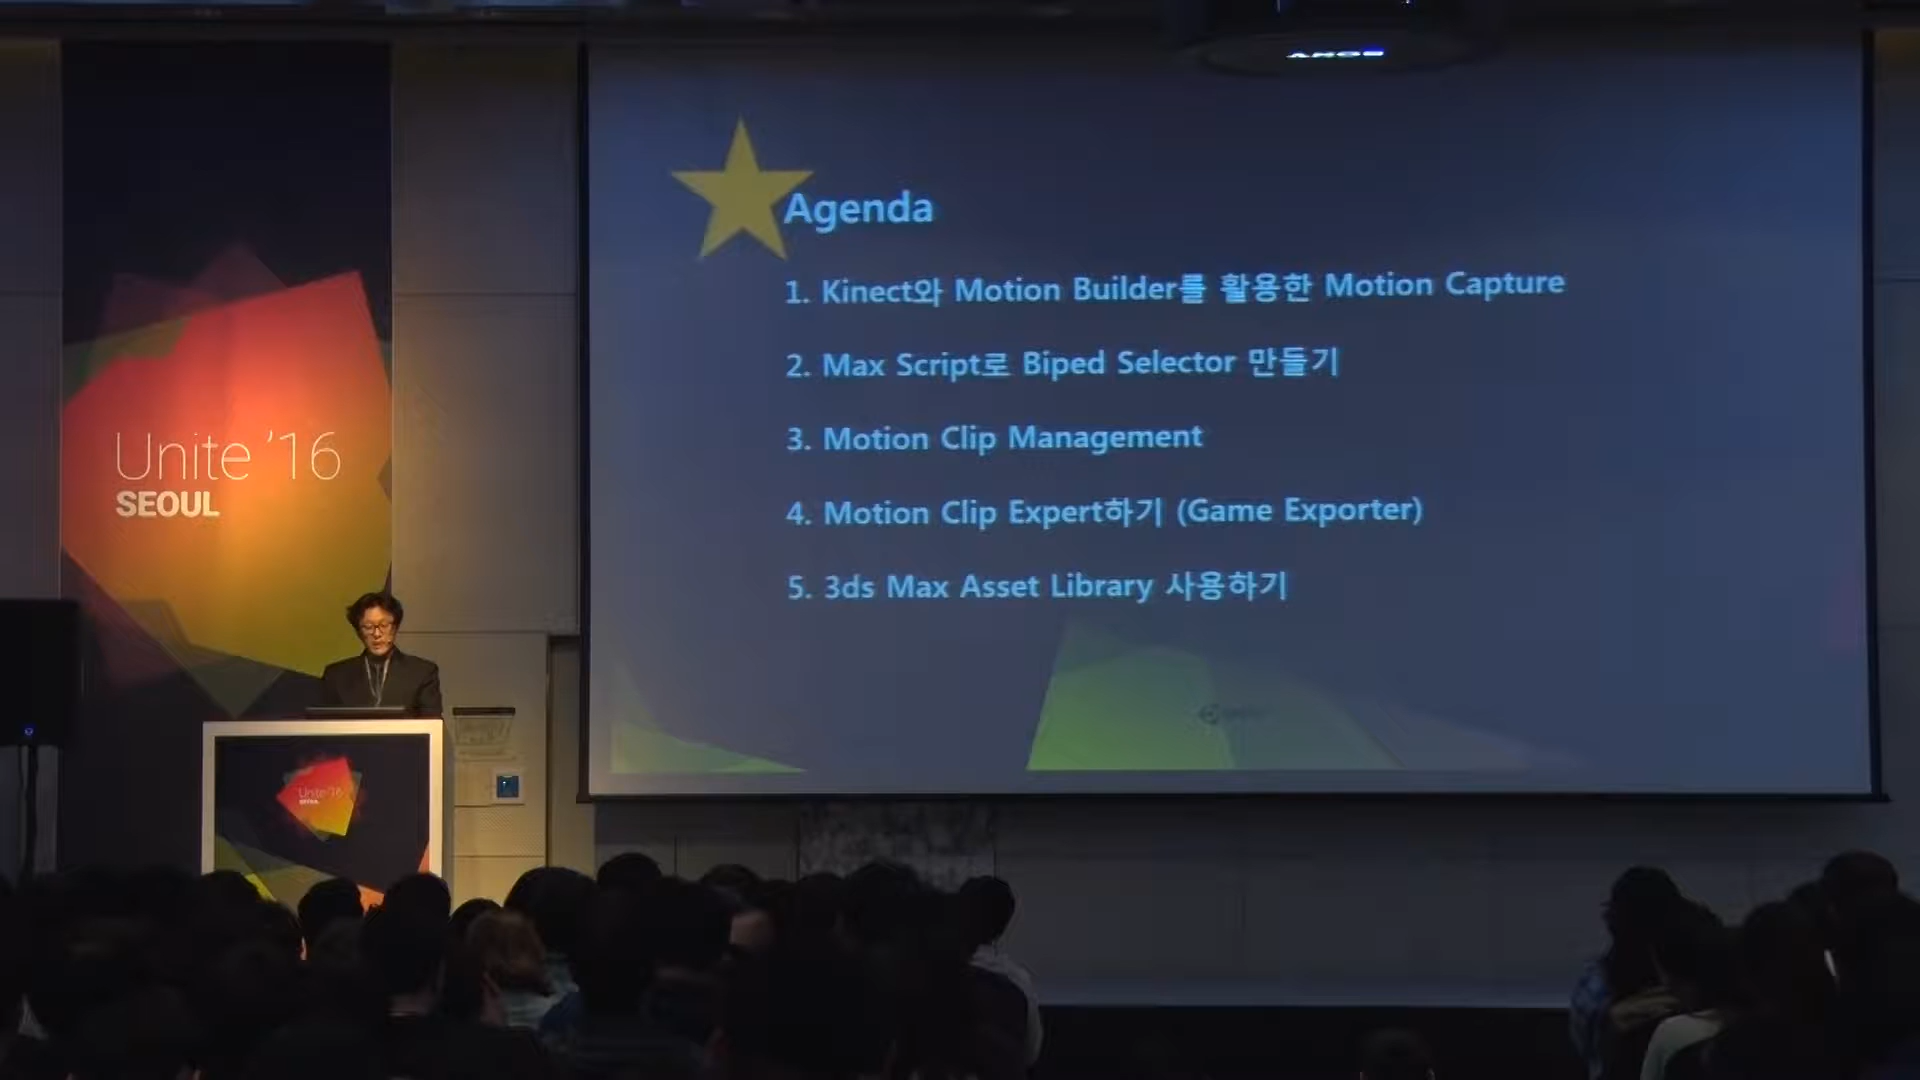 Unite '16
SEOUL
Agenda
1. Kinect와 Motion Builder를 활용한 Motion Capture
2. Max Script로 Biped Selector 만들기
3. Motion Clip Management
4. Motion Clip Expert하기 (Game Exporter)
5. 3ds Max Asset Library 사용하기
Unite '16
SEOUL